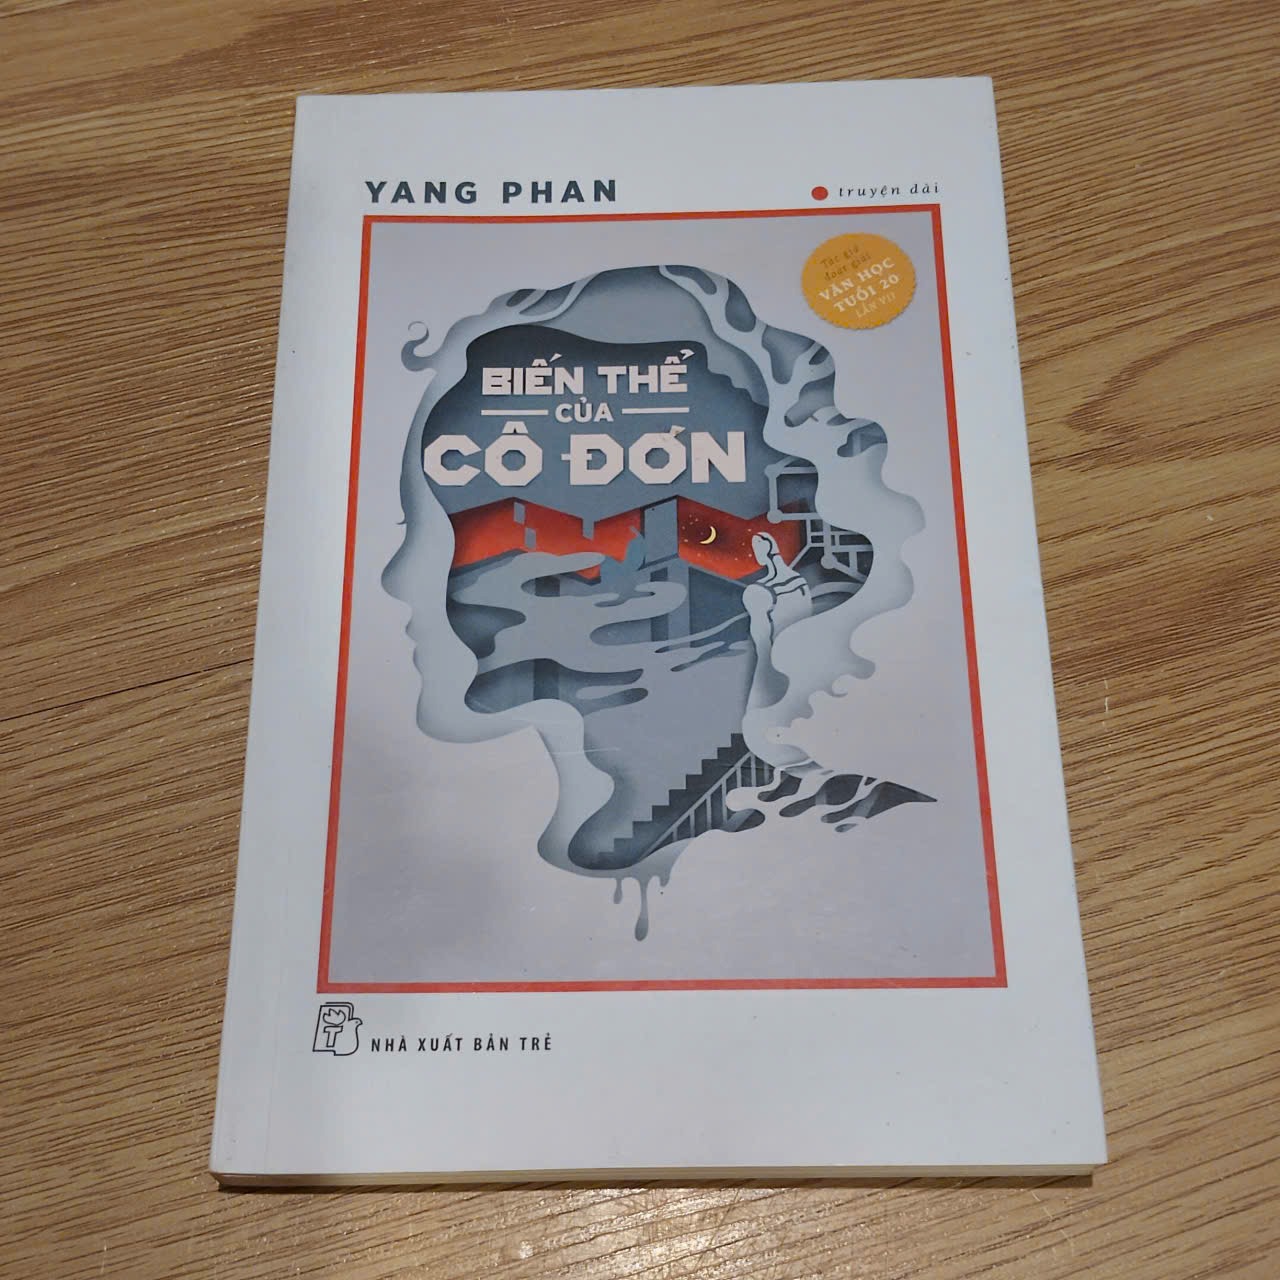 YANG PHAN
truyện dài
Tác giả
đoạt giải
VĂN HỌC
TUỔI 20
LẦN VII
BIẾN THỂ
CỦA
CÔ ĐƠN
NHÀ XUẤT BẢN TRẺ